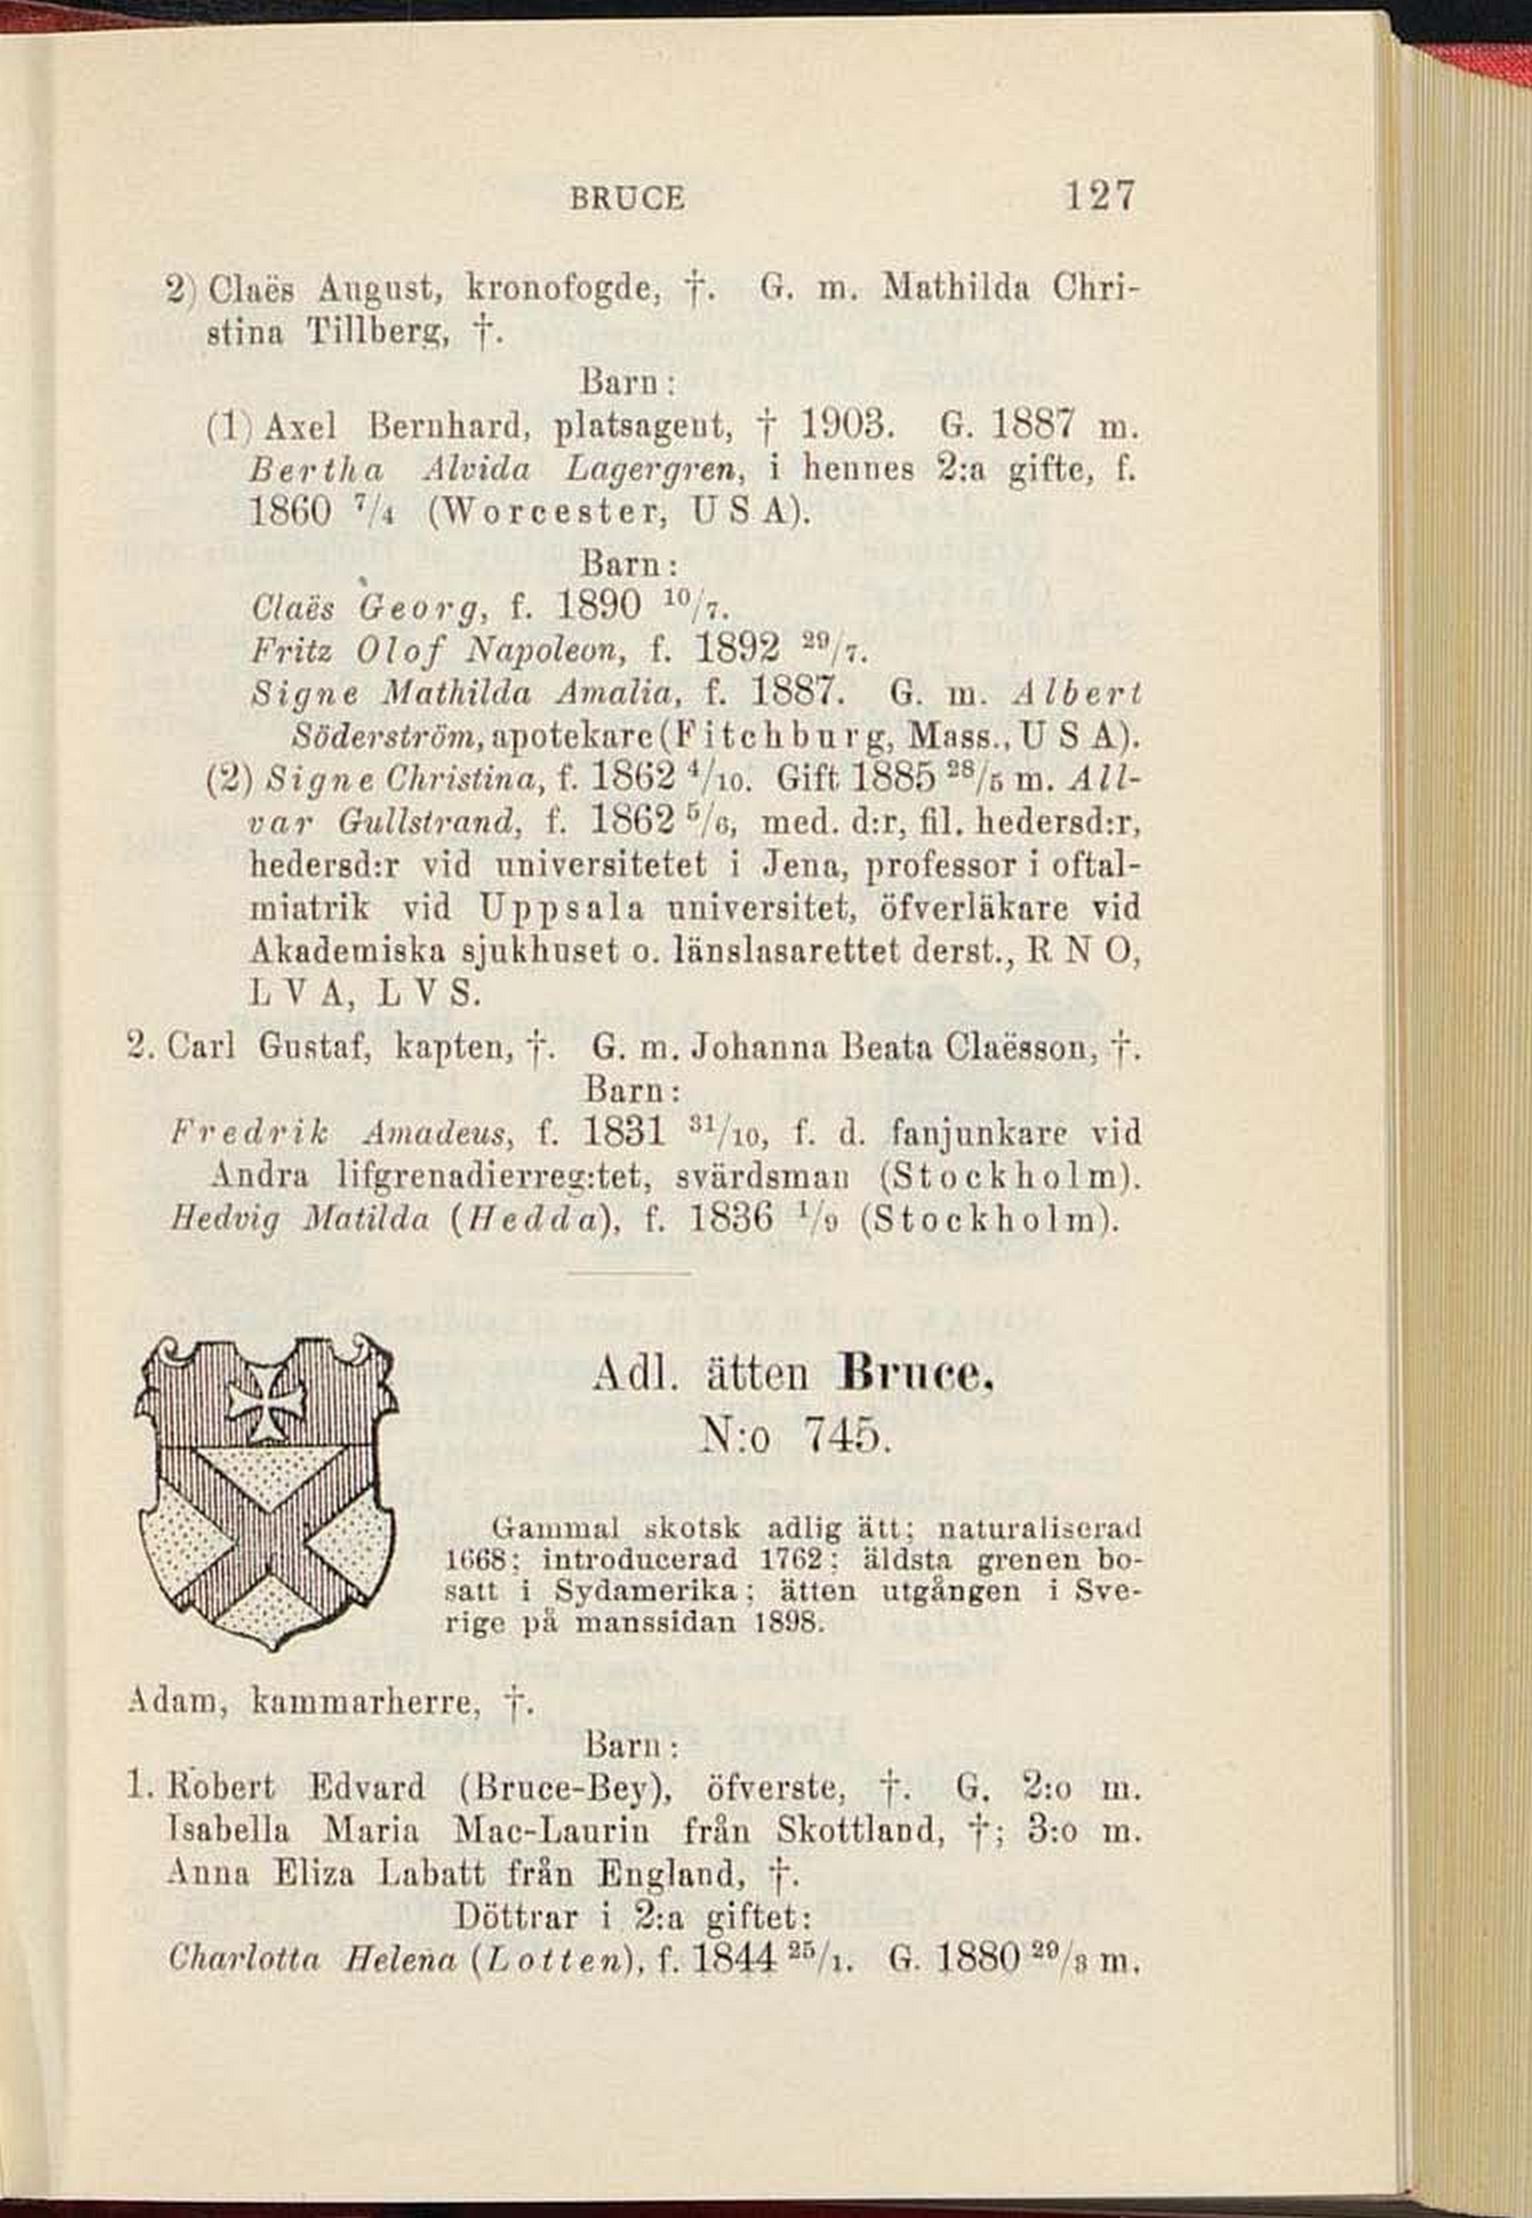 BRUCE 127
2) Claës August, kronofogde, †. G. m. Mathilda Chri-
stina Tillberg, †.
Barn:
(1) Axel Bernhard, platsagent, † 1903. G. 1887 m.
Bertha Alvida Lagergren, i hennes 2:a gifte, f.
1860 7/4 (Worcester, U S A).
Barn:
Claës Georg, f. 1890 10/7.
Fritz Olof Napoleon, f. 1892 29/7.
Signe Mathilda Amalia, f. 1887. G. m. Albert
Söderström, apotekare (Fitchburg, Mass., U S A).
(2) Signe Christina, f. 1862 4/10. Gift 1885 28/5 m. All-
var Gullstrand, f. 1862 5/6, med. d:r, fil. hedersd:r,
hedersd:r vid universitetet i Jena, professor i oftal-
miatrik vid Uppsala universitet, öfverläkare vid
Akademiska sjukhuset o. länslasarettet derst., R N O,
L V A, L V S.
2. Carl Gustaf, kapten, †. G. m. Johanna Beata Claësson, †.
Barn:
Fredrik Amadeus, f. 1831 31/10, f. d. fanjunkare vid
Andra lifgrenadierreg:tet, svärdsman (Stockholm).
Hedvig Matilda (Hedda), f. 1836 1/9 (Stockholm).
Adl. ätten Bruce,
N:o 745.
Gammal skotsk adlig ätt; naturaliserad
1668; introducerad 1762; äldsta grenen bo-
satt i Sydamerika; ätten utgången i Sve-
rige på manssidan 1898.
Adam, kammarherre, †.
Barn:
1. Robert Edvard (Bruce-Bey), öfverste, †. G. 2:o m.
Isabella Maria Mac-Laurin från Skottland, †; 3:o m.
Anna Eliza Labatt från England, †.
Döttrar i 2:a giftet:
Charlotta Helena (Lotten), f. 1844 25/1. G. 1880 29/3 m.